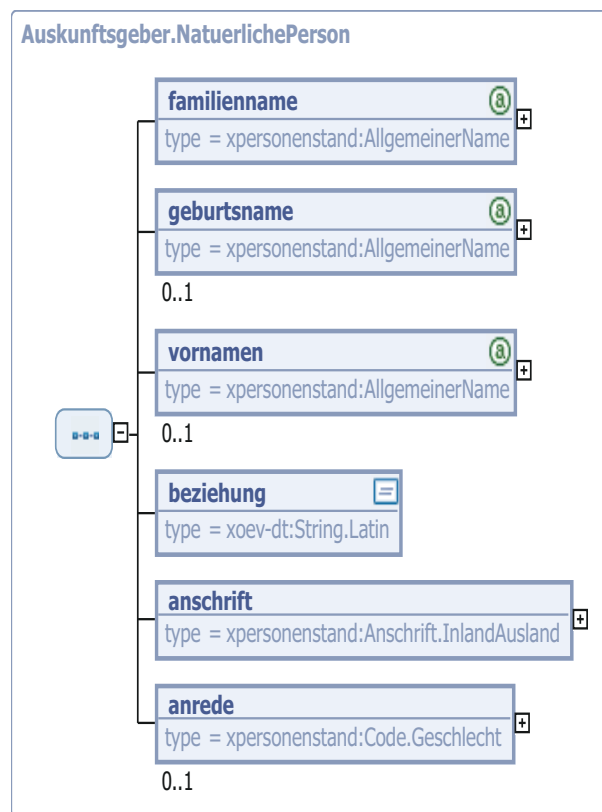 Auskunftsgeber.NatuerlichePerson
familienname
type = xpersonenstand:AllgemeinerName
geburtsname
type = xpersonenstand:AllgemeinerName
0..1
vornamen
type = xpersonenstand:AllgemeinerName
0..1
beziehung
type = xoev-dt:String.Latin
anschrift
type = xpersonenstand:Anschrift.InlandAusland
anrede
type = xpersonenstand:Code.Geschlecht
0..1